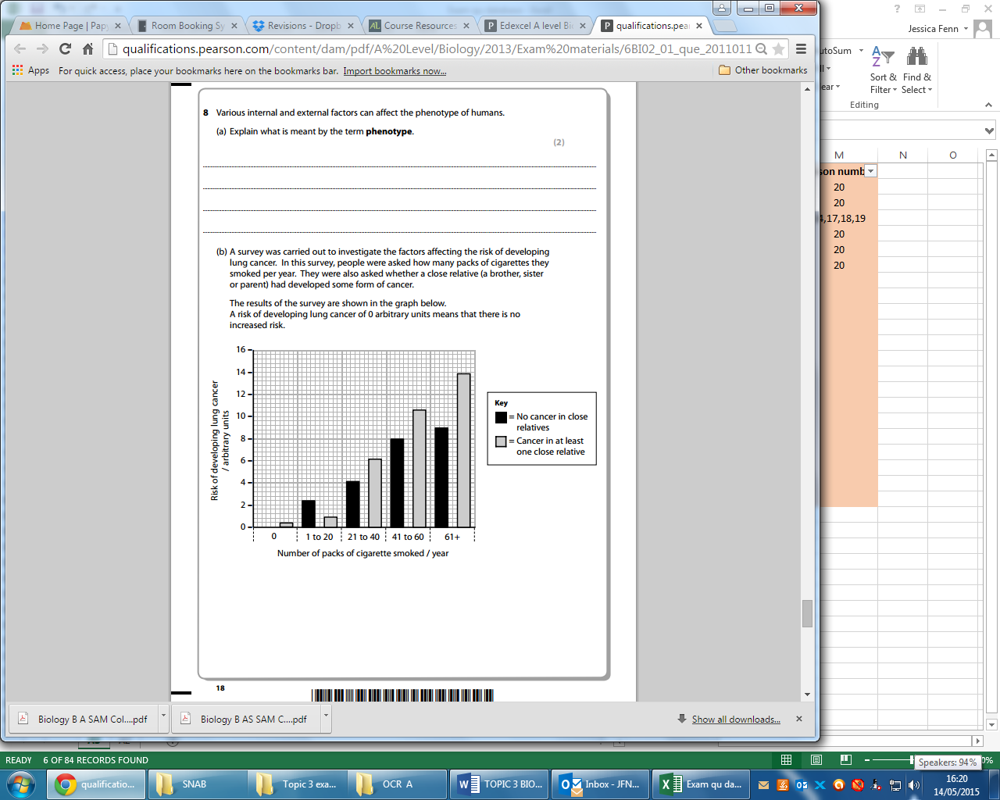 Home Page | Pap
Room Booking Sy
Revisions - Dropb
Course Resources
Edexcel A level Bi
qualifications.pear
qualifications.pearson.com/content/dam/pdf/A%20Level/Biology/2013/Exam%20materials/6BI02_01_que_2011011
Apps
For quick access, place your bookmarks here on the bookmarks bar. Import bookmarks now...
Other bookmarks
Jessica Fenn
utoSum
Sort & Filter
Find & Select
ear
Editing
M N O
son numb
20
20
4,17,18,19
20
20
20
8 Various internal and external factors can affect the phenotype of humans.
(a) Explain what is meant by the term phenotype.
(2)
(b) A survey was carried out to investigate the factors affecting the risk of developing
lung cancer. In this survey, people were asked how many packs of cigarettes they
smoked per year. They were also asked whether a close relative (a brother, sister
or parent) had developed some form of cancer.
The results of the survey are shown in the graph below.
A risk of developing lung cancer of 0 arbitrary units means that there is no
increased risk.
Risk of developing lung cancer
/ arbitrary units
16
14
12
10
8
6
4
2
0
0 1 to 20 21 to 40 41 to 60 61+
Number of packs of cigarette smoked / year
Key
= No cancer in close
relatives
= Cancer in at least
one close relative
18
Biology B A SAM Col....pdf
Biology B AS SAM C....pdf
Show all downloads...
READY 6 OF 84 RECORDS FOUND
0%
Speakers: 94%
qualificatio...
SNAB
Topic 3 exa...
OCR A
TOPIC 3 BIO...
Inbox - JFN...
Exam qu da...
16:20
14/05/2015